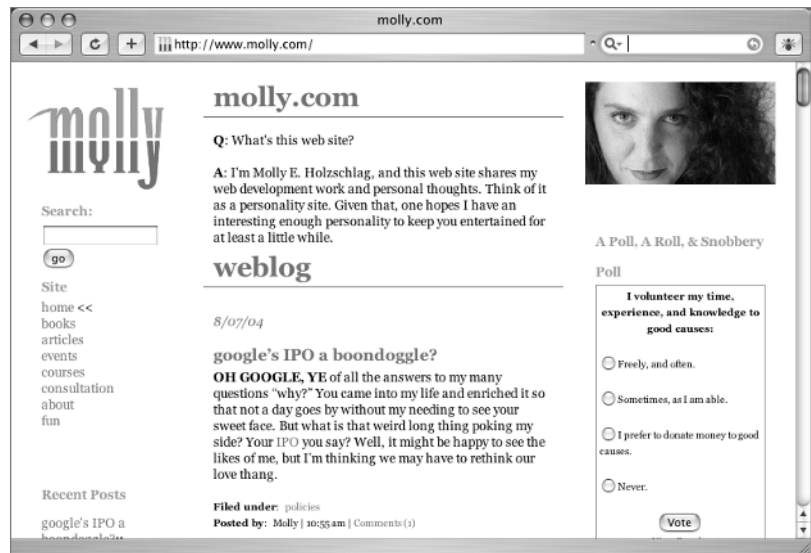 molly.com
http://www.molly.com/
molly
Search:
go
Site
home <<
books
articles
events
courses
consultation
about
fun
Recent Posts
google's IPO a
boondoggle?"
molly.com
Q: What's this web site?
A: I'm Molly E. Holzschlag, and this web site shares my
web development work and personal thoughts. Think of it
as a personality site. Given that, one hopes I have an
interesting enough personality to keep you entertained for
at least a little while.
weblog
8/07/04
google's IPO a boondoggle?
OH GOOGLE, YE of all the answers to my many
questions "why?" You came into my life and enriched it so
that not a day goes by without my needing to see your
sweet face. But what is that weird long thing poking my
side? Your IPO you say? Well, it might be happy to see the
likes of me, but I'm thinking we may have to rethink our
love thang.
Filed under: policies
Posted by: Molly | 10:55 am | Comments (1)
A Poll, A Roll, & Snobbery
Poll
I volunteer my time,
experience, and knowledge to
good causes:
Freely, and often.
Sometimes, as I am able.
I prefer to donate money to good
causes.
Never.
Vote